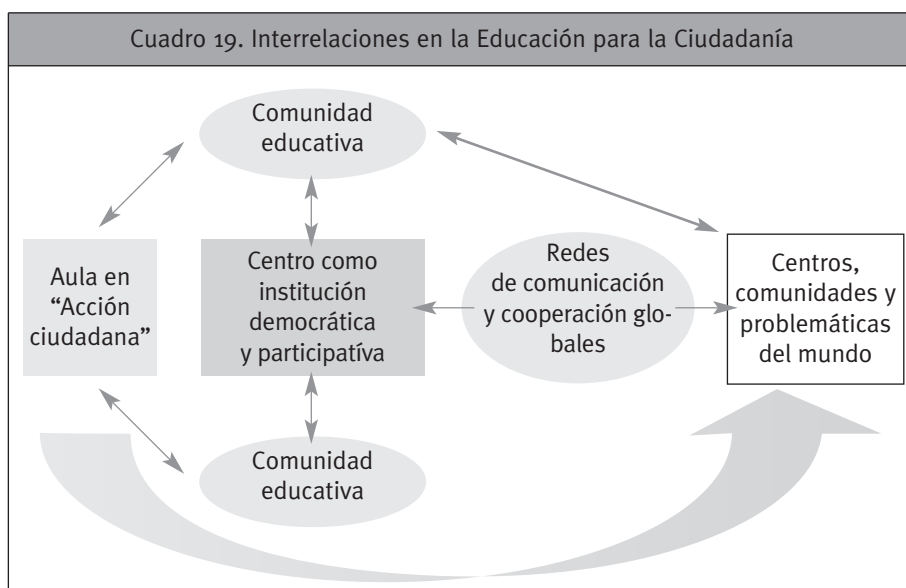 Cuadro 19. Interrelaciones en la Educación para la Ciudadanía
Comunidad
educativa
Aula en
“Acción
ciudadana”
Centro como
institución
democrática
y participatíva
Redes
de comunicación
y cooperación glo-
bales
Centros,
comunidades y
problemáticas
del mundo
Comunidad
educativa